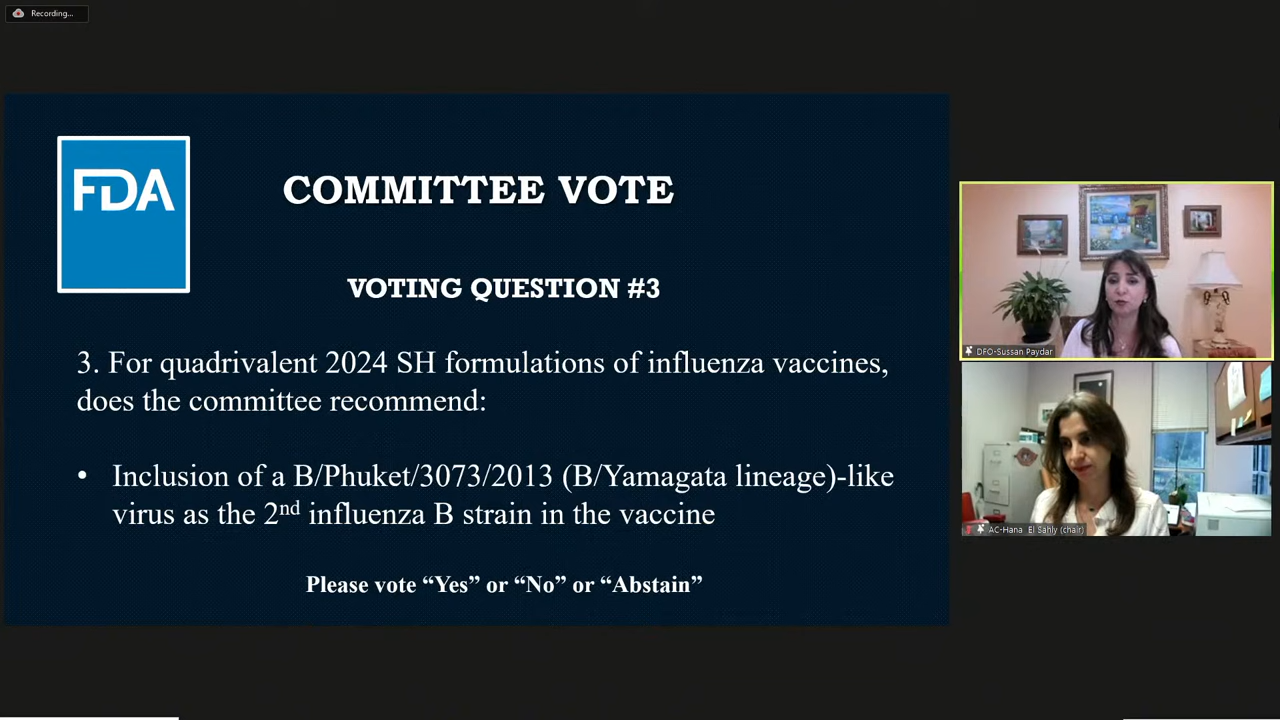 Recording...
FDA
COMMITTEE VOTE
VOTING QUESTION #3
3. For quadrivalent 2024 SH formulations of influenza vaccines,
does the committee recommend:
• Inclusion of a B/Phuket/3073/2013 (B/Yamagata lineage)-like
virus as the 2nd influenza B strain in the vaccine
Please vote “Yes” or “No” or “Abstain”
DFO-Sussan Paydar
AC-Hana El Sahly (chair)